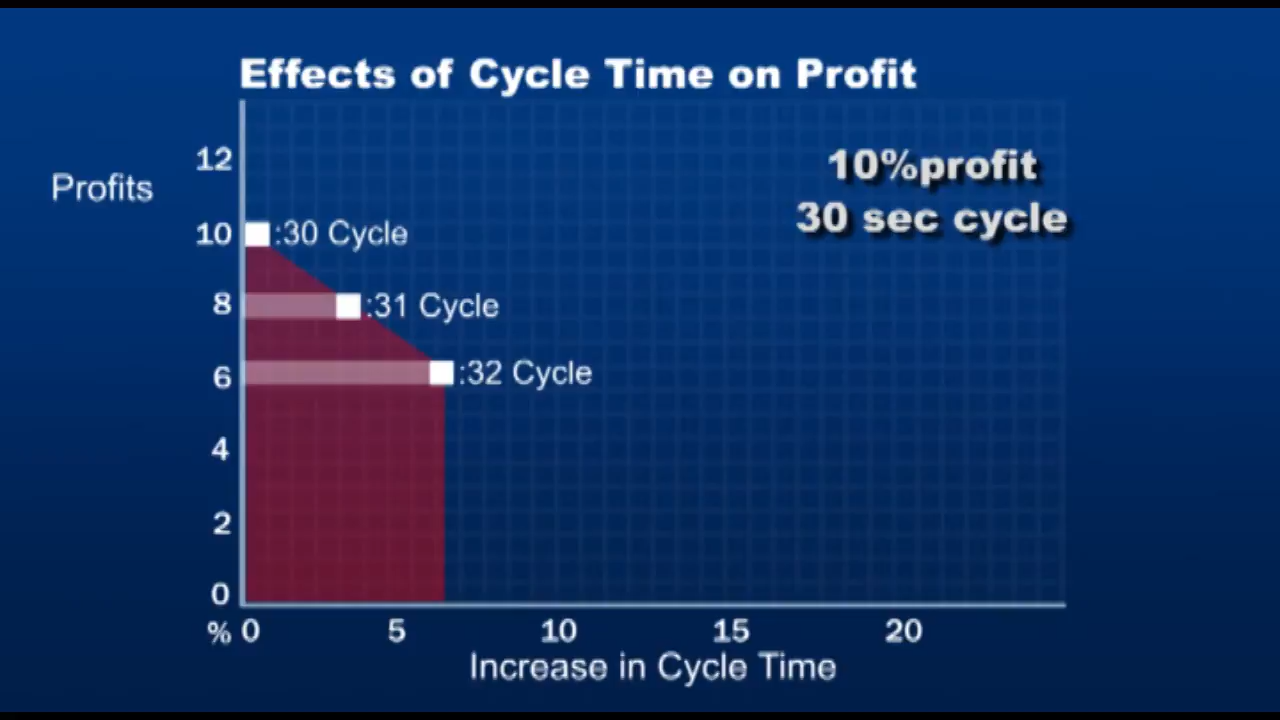 Effects of Cycle Time on Profit
10%profit
30 sec cycle
Profits
12
10
:30 Cycle
8
:31 Cycle
6
:32 Cycle
4
2
0
% 0 5 10 15 20
Increase in Cycle Time